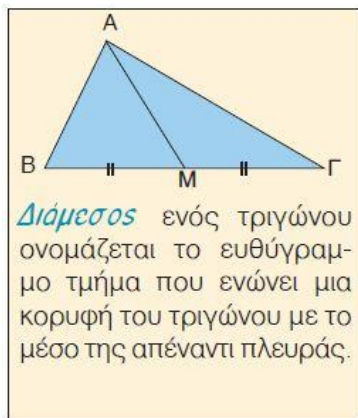 Α
Β
Μ
Γ
Διάμεσος ενός τριγώνου
ονομάζεται το ευθύγραμ-
μο τμήμα που ενώνει μια
κορυφή του τριγώνου με το
μέσο της απέναντι πλευράς.